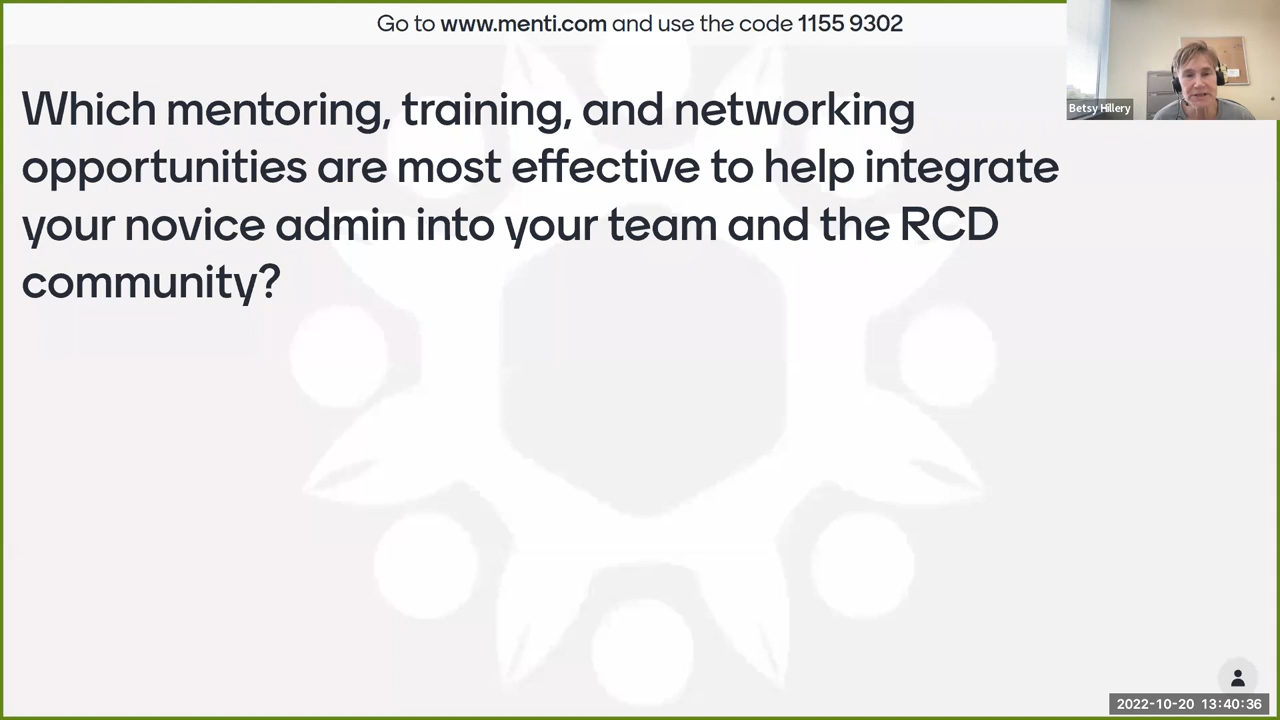 Go to www.menti.com and use the code 1155 9302
Which mentoring, training, and networking
opportunities are most effective to help integrate
your novice admin into your team and the RCD
community?
Betsy Hillery
2022-10-20 13:40:36